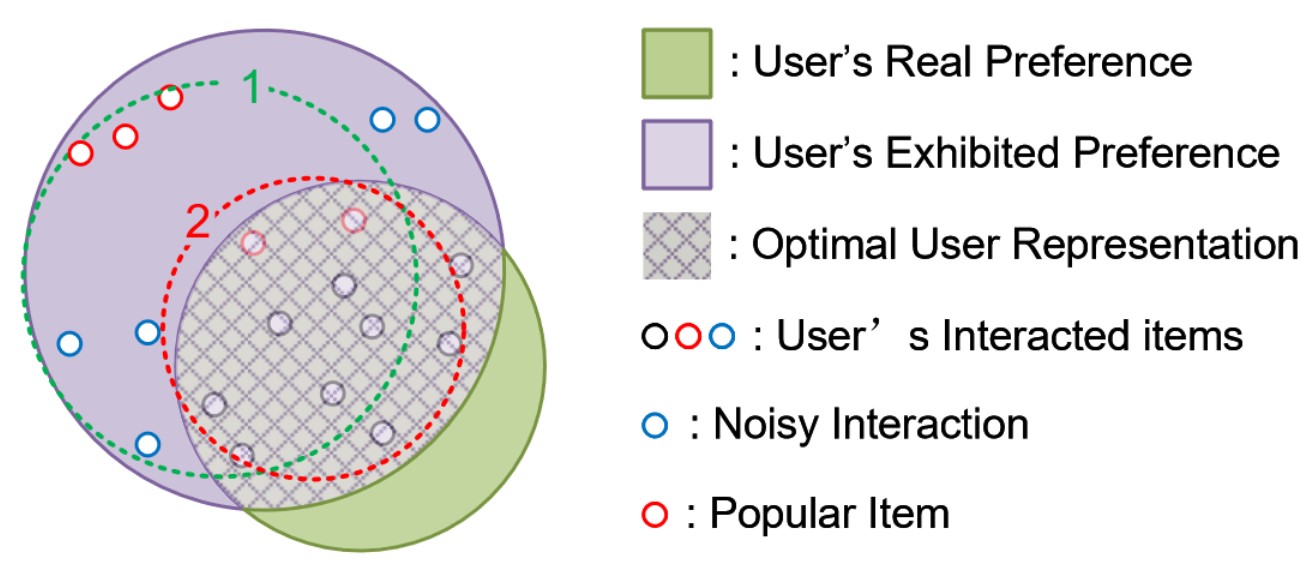 1
2
: User's Real Preference
: User's Exhibited Preference
: Optimal User Representation
: User’ s Interacted items
: Noisy Interaction
: Popular Item